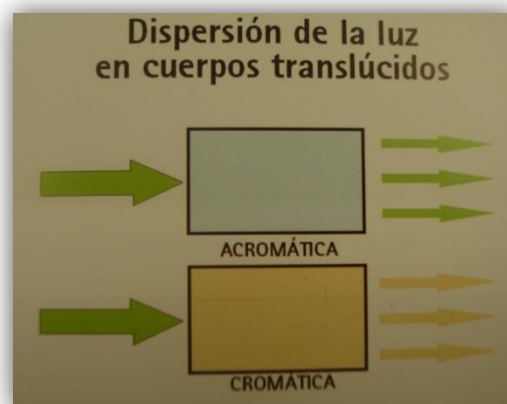 Dispersión de la luz
en cuerpos translúcidos
ACROMÁTICA
CROMÁTICA